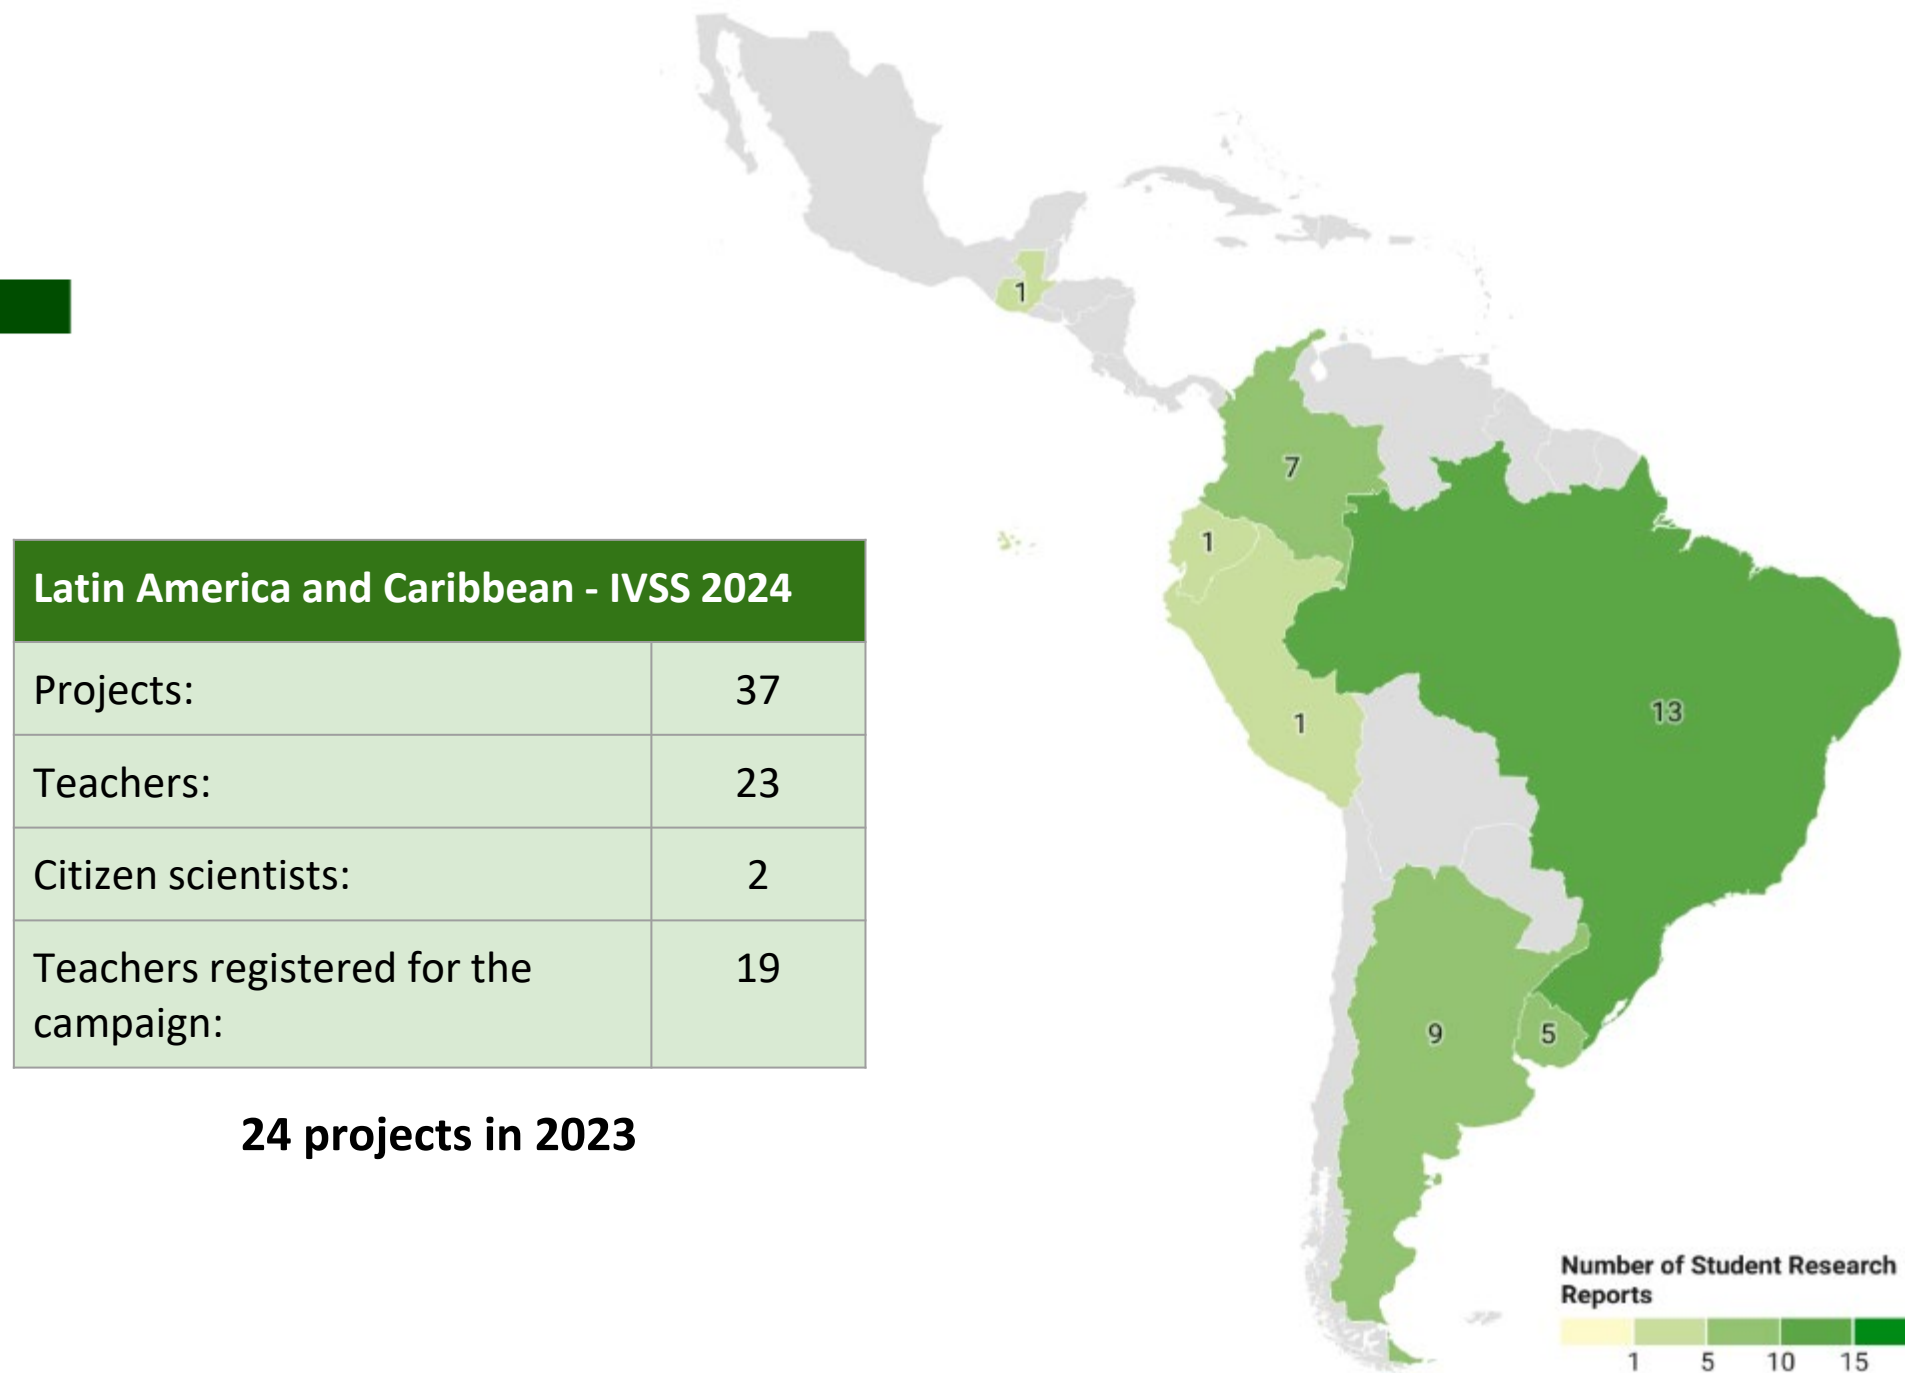 Latin America and Caribbean - IVSS 2024
Projects: 37
Teachers: 23
Citizen scientists: 2
Teachers registered for the 19
campaign:
24 projects in 2023
1
7
1
1
13
9
5
Number of Student Research
Reports
1 5 10 15